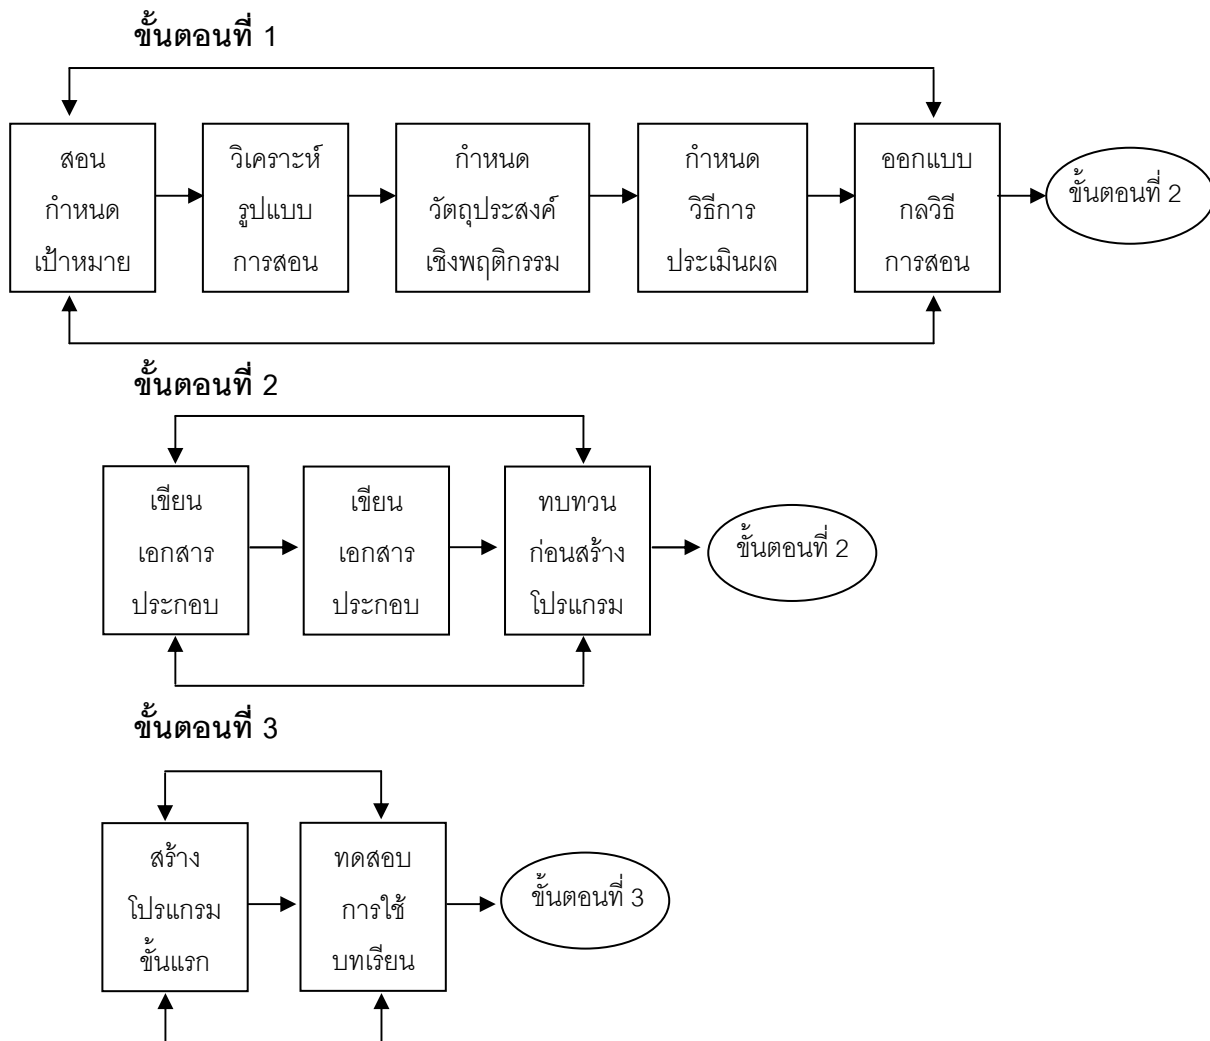 ขั้นตอนที่ 1
สอน
กำหนด
เป้าหมาย
วิเคราะห์
รูปแบบ
การสอน
กำหนด
วัตถุประสงค์
เชิงพฤติกรรม
กำหนด
วิธีการ
ประเมินผล
ออกแบบ
กลวิธี
การสอน
ขั้นตอนที่ 2
ขั้นตอนที่ 2
เขียน
เอกสาร
ประกอบ
เขียน
เอกสาร
ประกอบ
ทบทวน
ก่อนสร้าง
โปรแกรม
ขั้นตอนที่ 2
ขั้นตอนที่ 3
สร้าง
โปรแกรม
ขั้นแรก
ทดสอบ
การใช้
บทเรียน
ขั้นตอนที่ 3